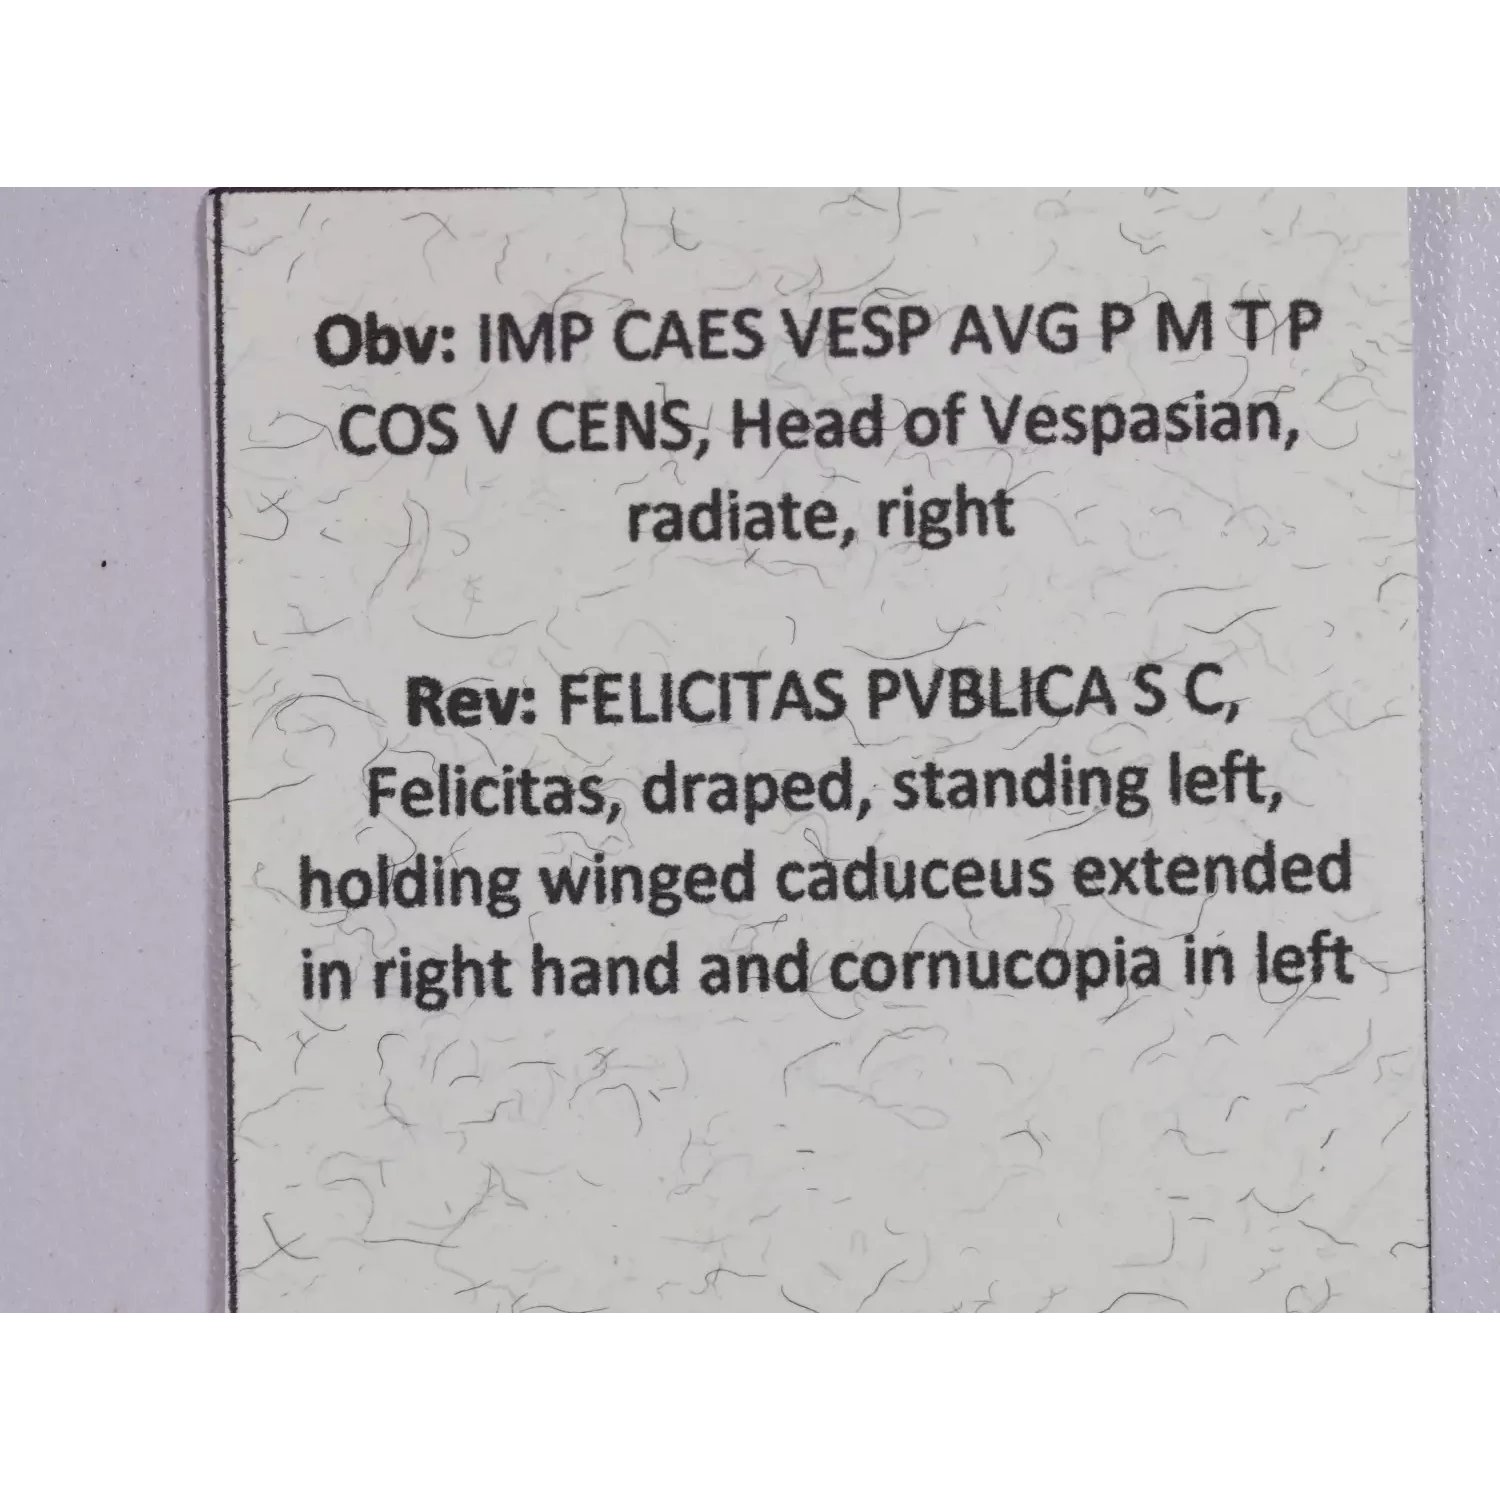 Obv: IMP CAES VESP AVG P M T P
COS V CENS, Head of Vespasian,
radiate, right
Rev: FELICITAS PVBLICA S C,
Felicitas, draped, standing left,
holding winged caduceus extended
in right hand and cornucopia in left